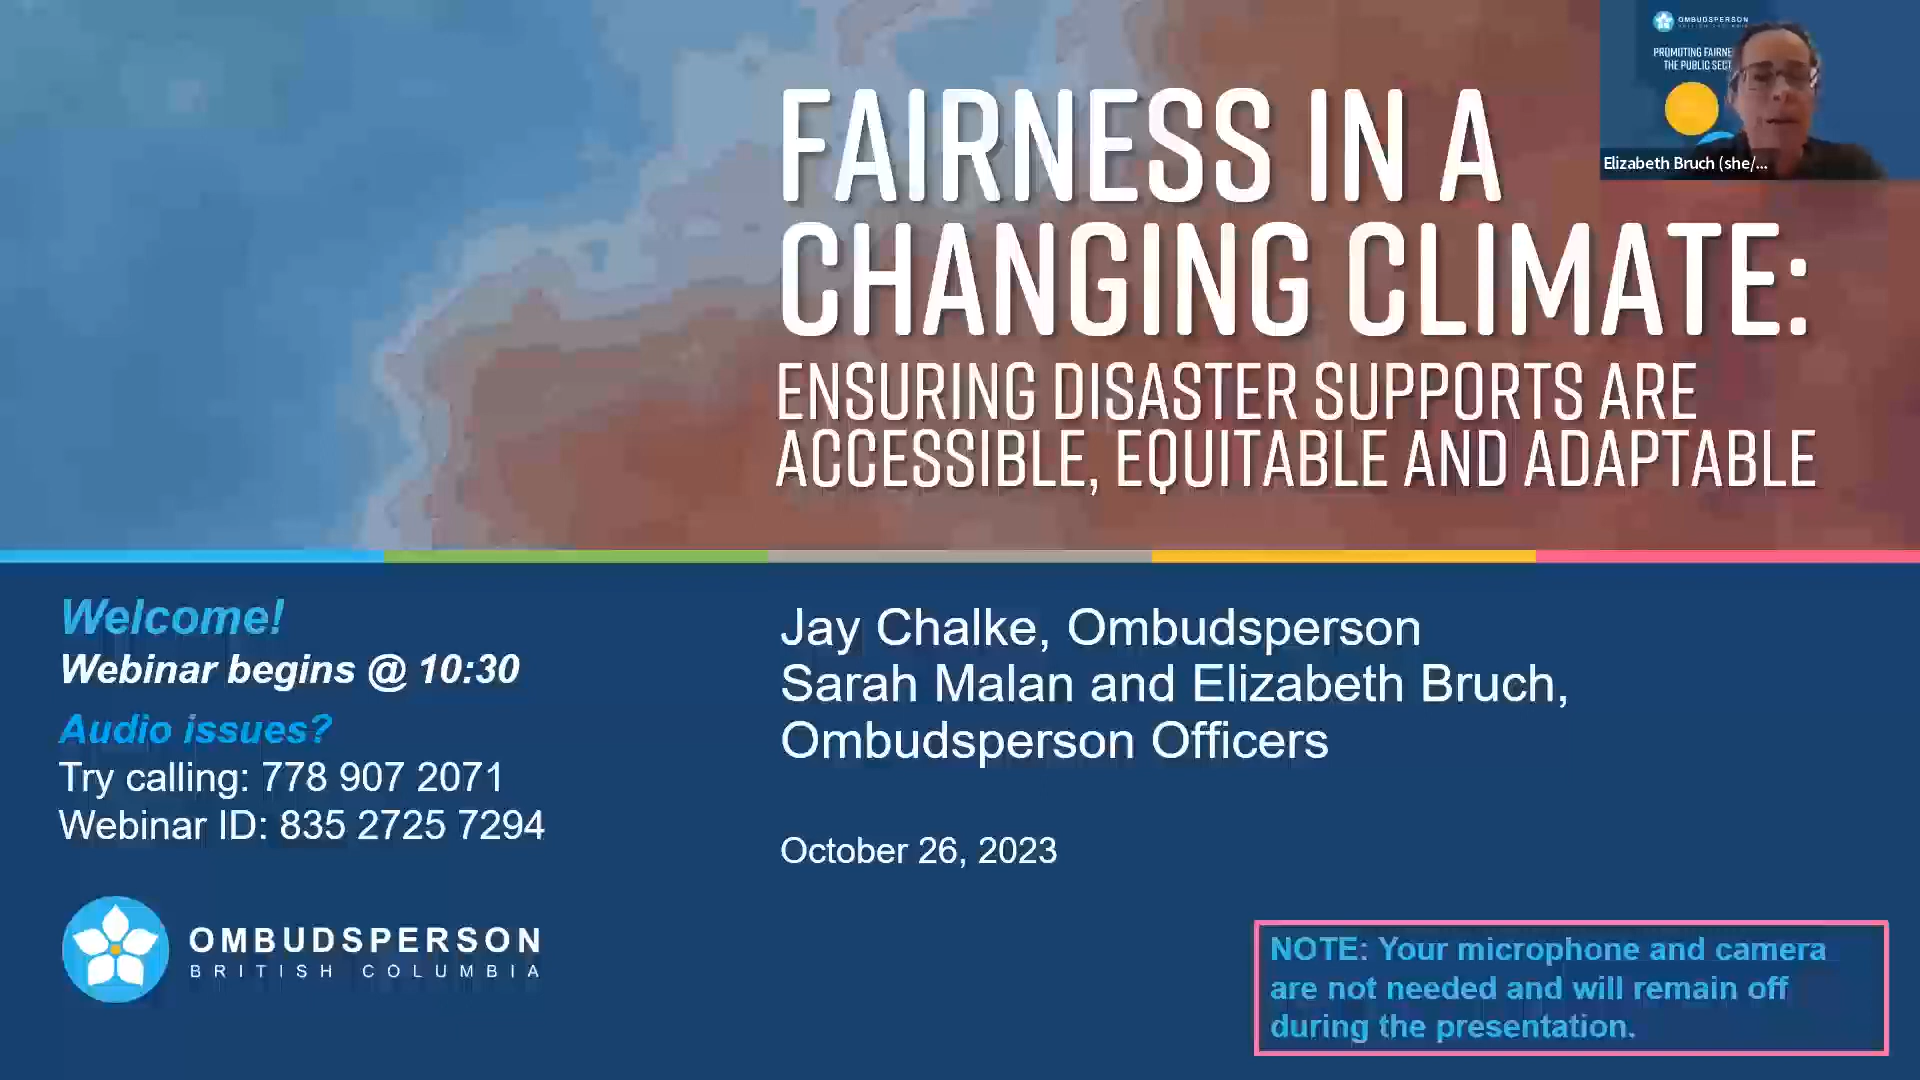 OMBUDSPERSON
BRITISH COLUMBIA
PROMOTING FAIRNE
THE PUBLIC SECT
Elizabeth Bruch (she/...
FAIRNESS IN A
CHANGING CLIMATE:
ENSURING DISASTER SUPPORTS ARE
ACCESSIBLE, EQUITABLE AND ADAPTABLE
Welcome!
Webinar begins @ 10:30
Audio issues?
Try calling: 778 907 2071
Webinar ID: 835 2725 7294
Jay Chalke, Ombudsperson
Sarah Malan and Elizabeth Bruch,
Ombudsperson Officers
October 26, 2023
OMBUDSPERSON
BRITISH COLUMBIA
NOTE: Your microphone and camera
are not needed and will remain off
during the presentation.